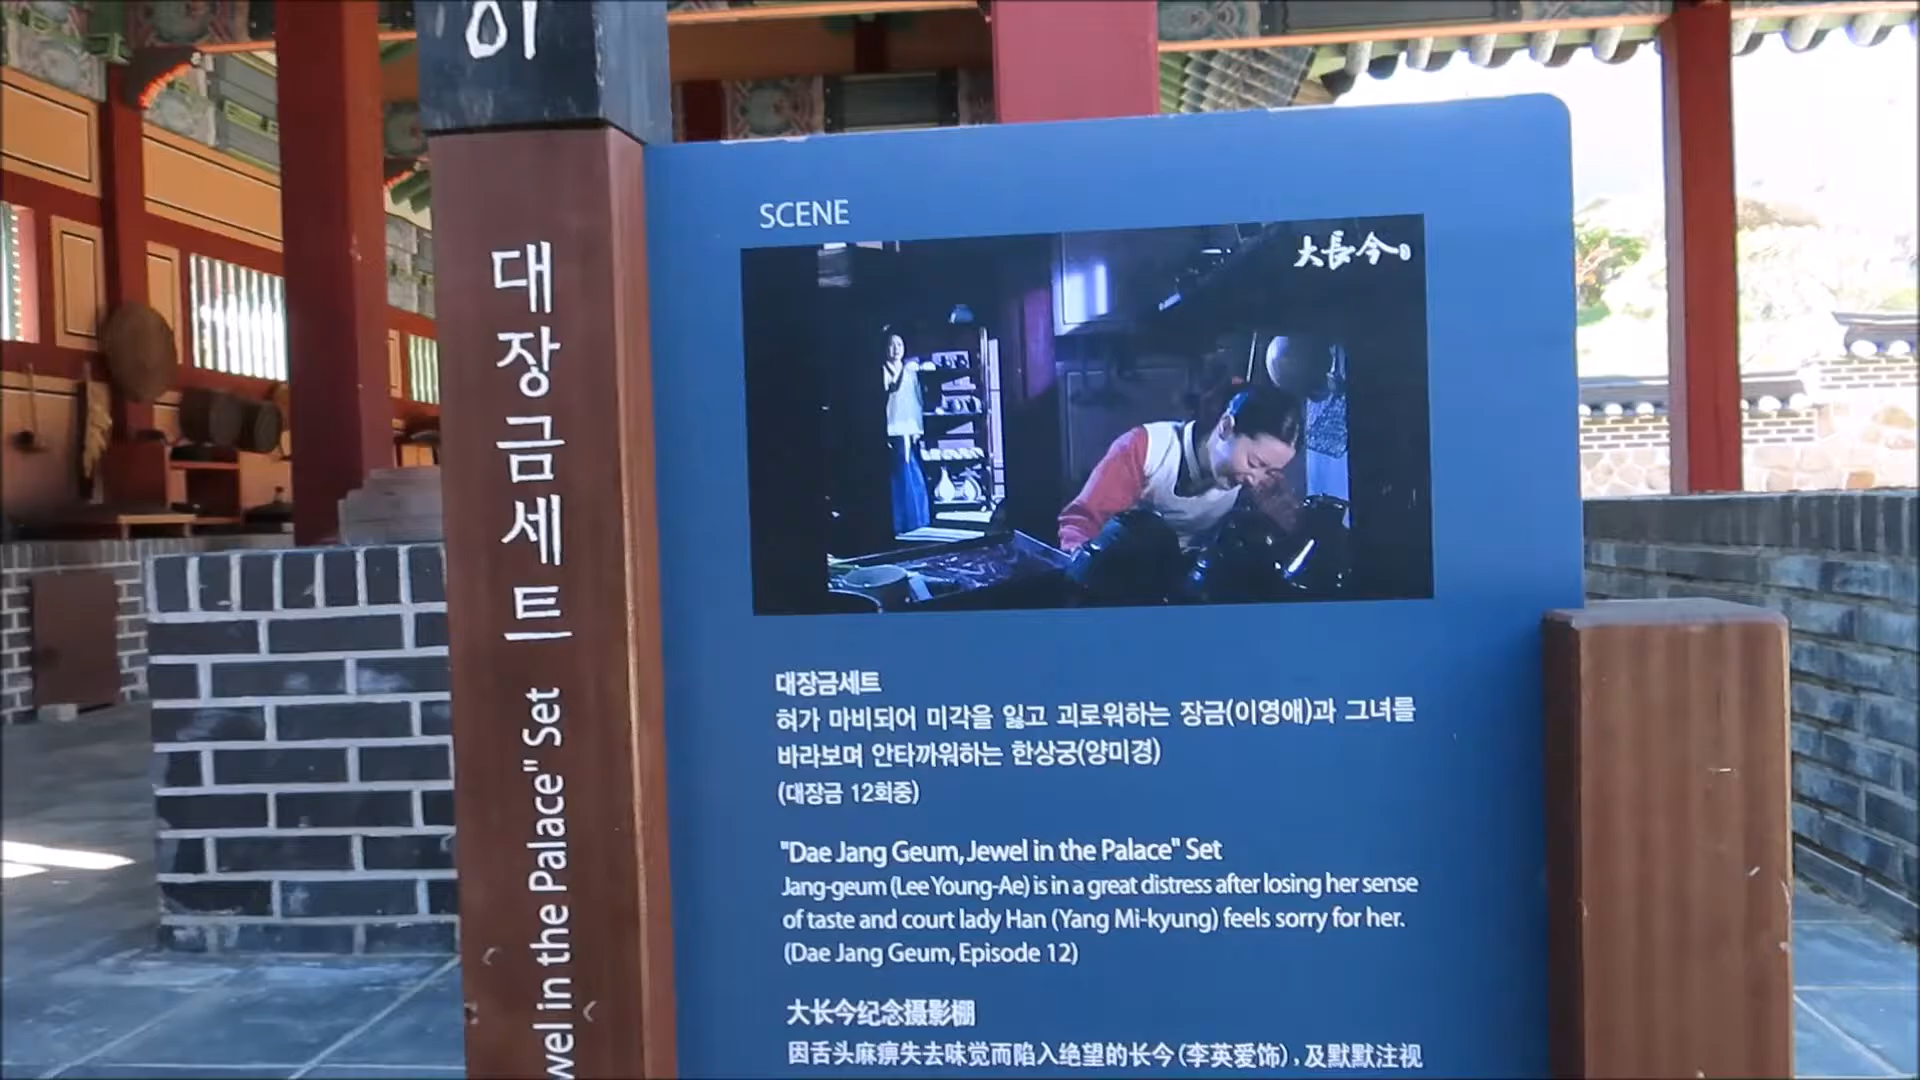 이
대장금세트
wel in the Palace" Set
SCENE
大長今
대장금세트
혀가 마비되어 미각을 잃고 괴로워하는 장금(이영애)과 그녀를
바라보며 안타까워하는 한상궁(양미경)
(대장금 12회중)
"Dae Jang Geum, Jewel in the Palace" Set
Jang-geum (Lee Young-Ae) is in a great distress after losing her sense
of taste and court lady Han (Yang Mi-kyung) feels sorry for her.
(Dae Jang Geum, Episode 12)
大长今纪念摄影棚
因舌头麻痹失去味觉而陷入绝望的长今(李英爱饰), 及默默注视